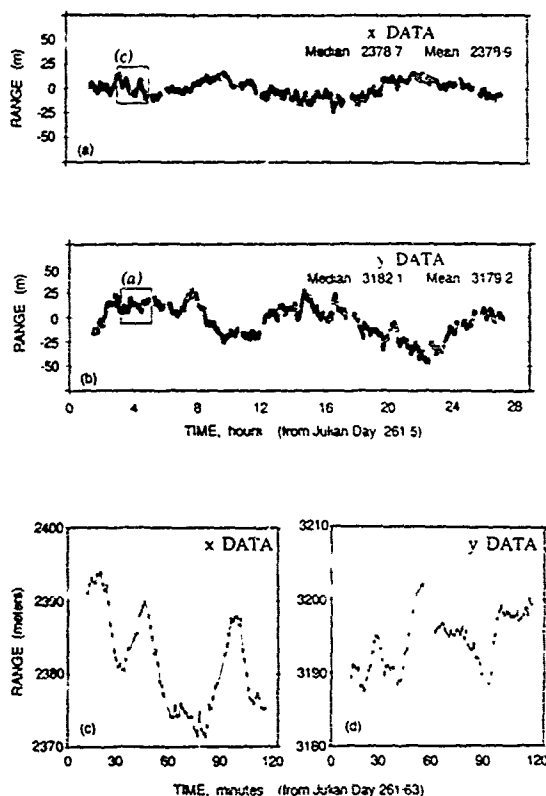 x DATA
Median 2378.7 Mean 2378.9
(c)
RANGE (m)
50
25
0
-25
-50
(a)
y DATA
Median 3182.1 Mean 3179.2
(a)
RANGE (m)
50
25
0
-25
-50
(b)
0 4 8 12 16 20 24 28
TIME, hours (from Julian Day 261.5)
x DATA
RANGE (meters)
2400
2390
2380
2370
(c)
0 30 60 90 120
y DATA
3210
3200
3190
3180
(d)
0 30 60 90 120
TIME, minutes (from Julian Day 261.63)